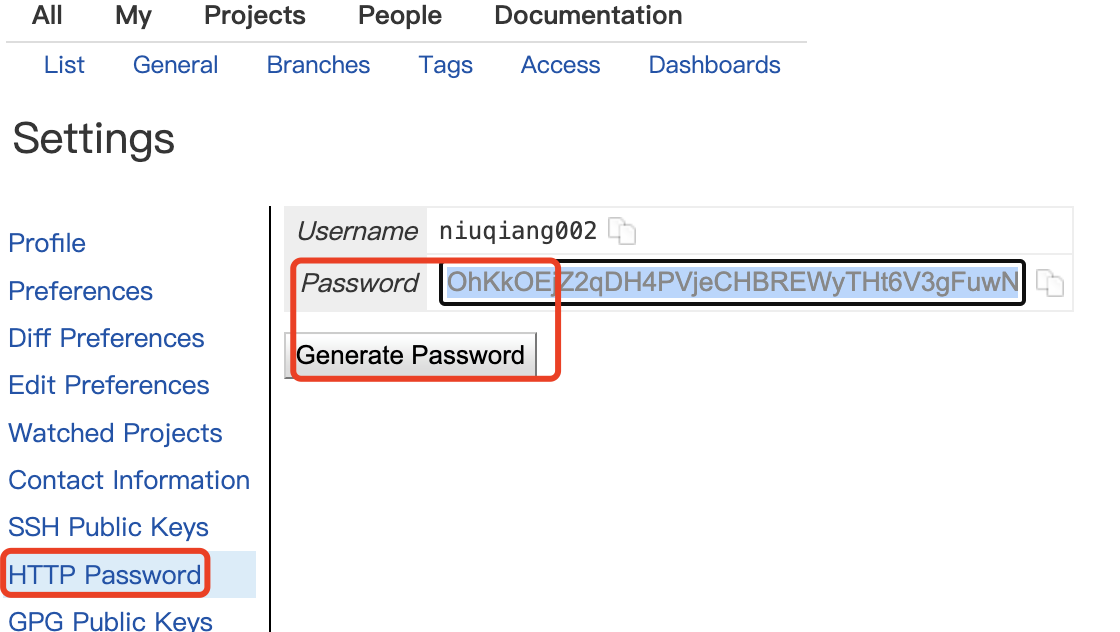 All My Projects People Documentation
List General Branches Tags Access Dashboards
Settings
Profile
Preferences
Diff Preferences
Edit Preferences
Watched Projects
Contact Information
SSH Public Keys
HTTP Password
GPG Public Keys
Username niuqiang002
Password OhKkOEjZ2qDH4PVjeCHBREWyTHt6V3gFuwN
Generate Password